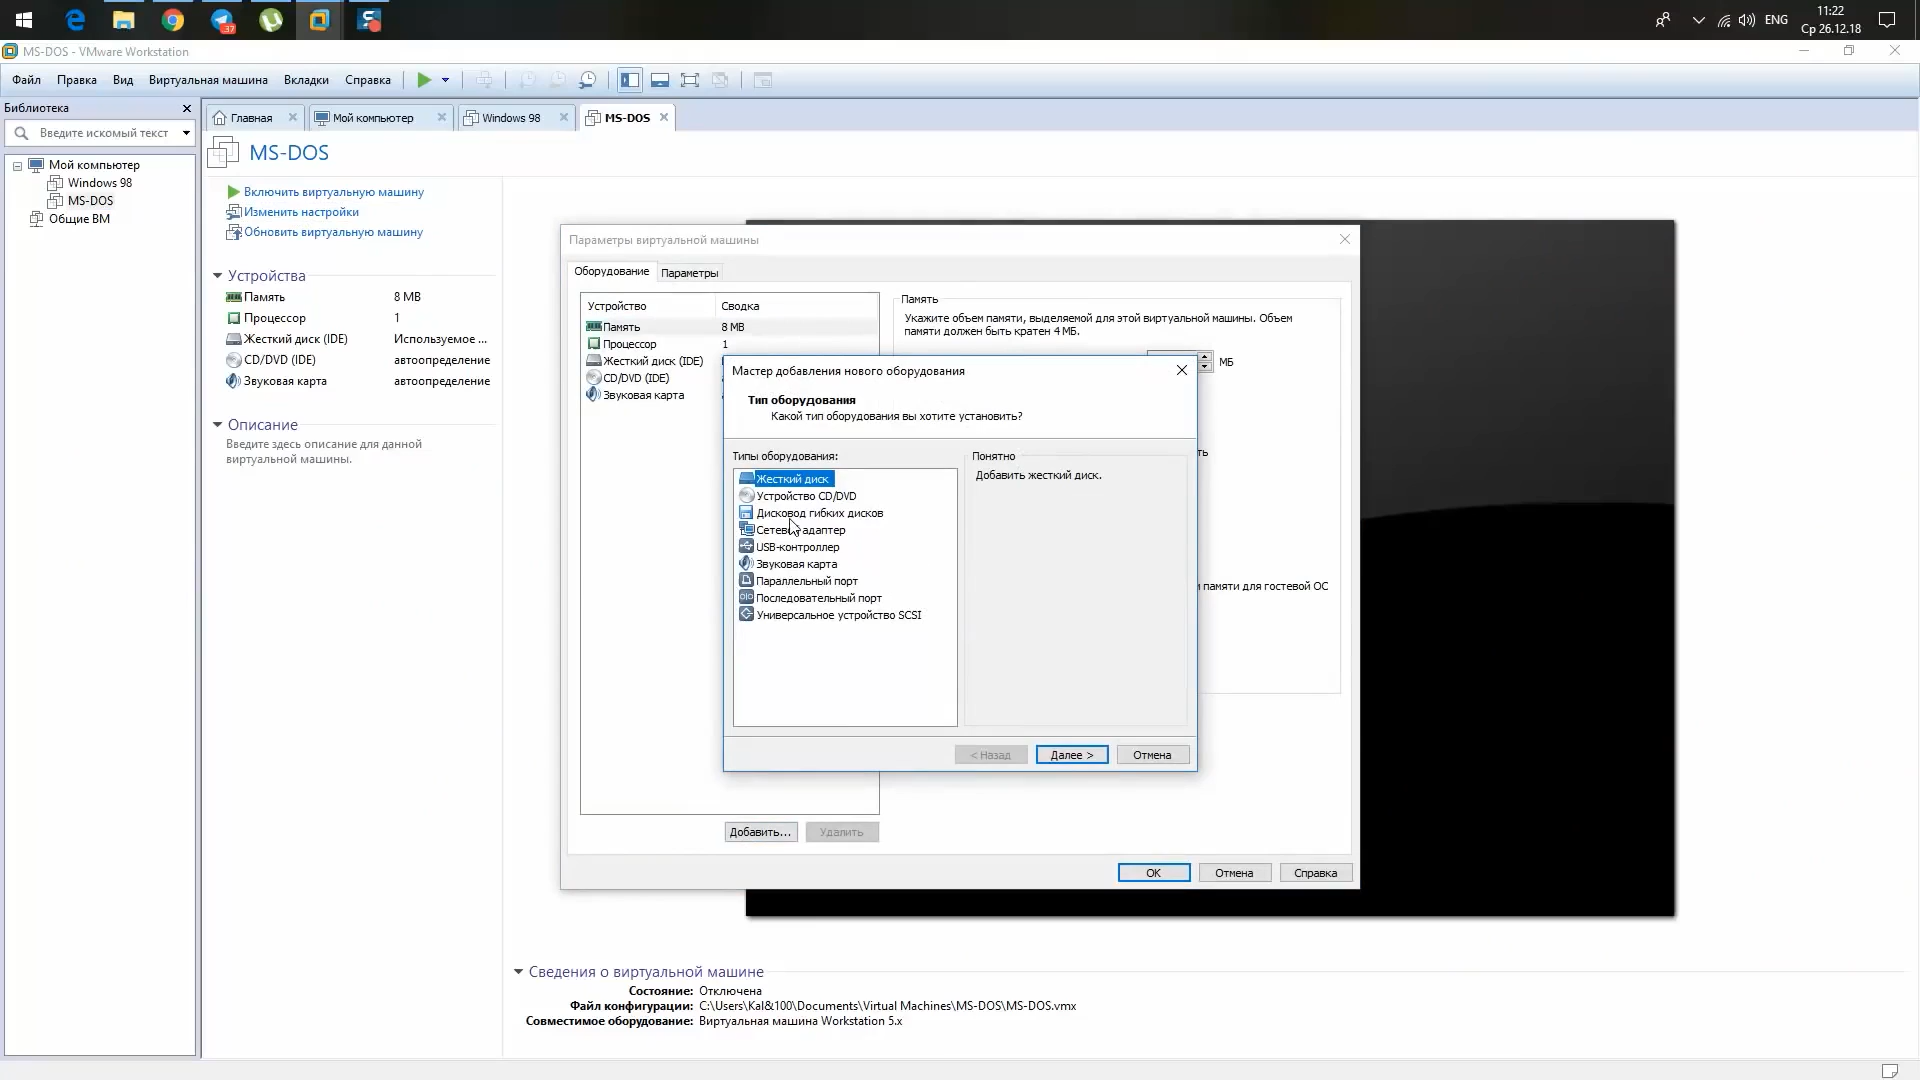 37
ENG
11:22
Ср 26.12.18
MS-DOS - VMware Workstation
Файл Правка Вид Виртуальная машина Вкладки Справка
Библиотека
Введите искомый текст
Мой компьютер
Windows 98
MS-DOS
Общие ВМ
Главная Мой компьютер Windows 98 MS-DOS
MS-DOS
Включить виртуальную машину
Изменить настройки
Обновить виртуальную машину
Устройства
Память 8 MB
Процессор 1
Жесткий диск (IDE) Используемое ...
CD/DVD (IDE) автоопределение
Звуковая карта автоопределение
Описание
Введите здесь описание для данной
виртуальной машины.
Параметры виртуальной машины
Оборудование Параметры
Устройство Сводка
Память 8 MB
Процессор 1
Жесткий диск (IDE)
CD/DVD (IDE)
Звуковая карта
Память
Укажите объем памяти, выделяемой для этой виртуальной машины. Объем
памяти должен быть кратен 4 МБ.
МБ
памяти для гостевой ОС
Мастер добавления нового оборудования
Тип оборудования
Какой тип оборудования вы хотите установить?
Типы оборудования:
Жесткий диск
Устройство CD/DVD
Дисковод гибких дисков
Сетевой адаптер
USB-контроллер
Звуковая карта
Параллельный порт
Последовательный порт
Универсальное устройство SCSI
Понятно
Добавить жесткий диск.
< Назад Далее > Отмена
Добавить... Удалить
OK Отмена Справка
Сведения о виртуальной машине
Состояние: Отключена
Файл конфигурации: C:\Users\Kal&100\Documents\Virtual Machines\MS-DOS\MS-DOS.vmx
Совместимое оборудование: Виртуальная машина Workstation 5.x